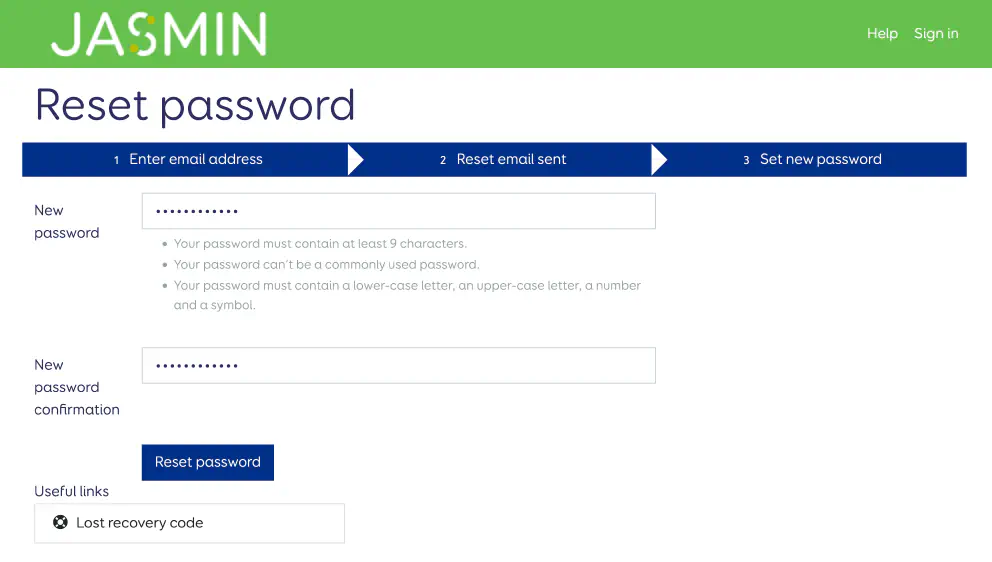 JASMIN
Help Sign in
Reset password
1 Enter email address
2 Reset email sent
3 Set new password
New
password
••••••••••••
• Your password must contain at least 9 characters.
• Your password can't be a commonly used password.
• Your password must contain a lower-case letter, an upper-case letter, a number
and a symbol.
New
password
confirmation
••••••••••••
Reset password
Useful links
Lost recovery code